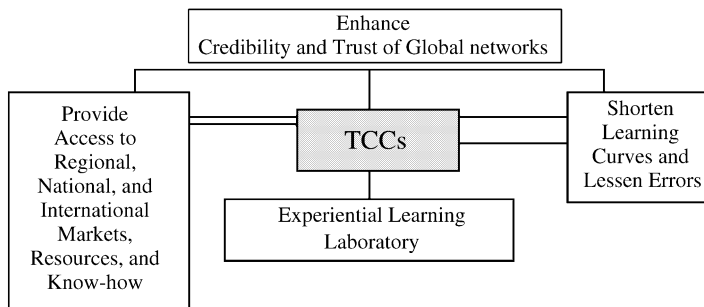 Enhance
Credibility and Trust of Global networks
Provide
Access to
Regional,
National, and
International
Markets,
Resources, and
Know-how
TCCs
Shorten
Learning
Curves and
Lessen Errors
Experiential Learning
Laboratory